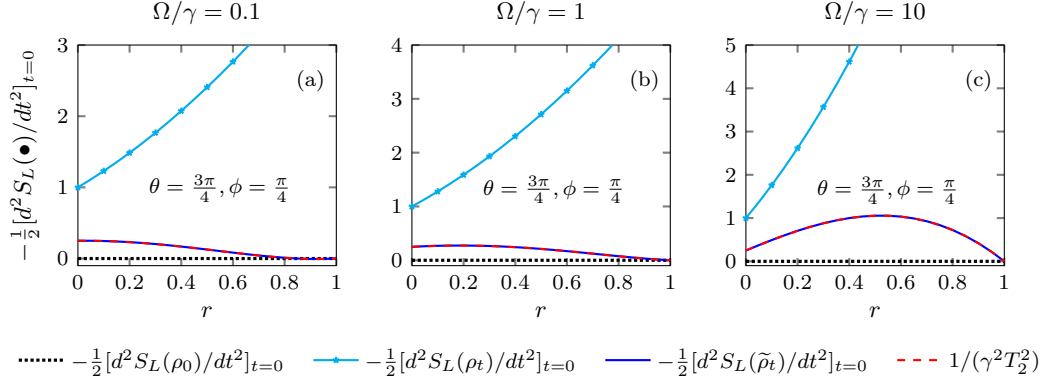 Ω/γ = 0.1
Ω/γ = 1
Ω/γ = 10
−½[d²S_L(●)/dt²]_{t=0}
3
2
1
0
(a)
θ = 3π/4, ϕ = π/4
0 0.2 0.4 0.6 0.8 1
r
4
3
2
1
0
(b)
θ = 3π/4, ϕ = π/4
0 0.2 0.4 0.6 0.8 1
r
5
4
3
2
1
0
(c)
θ = 3π/4, ϕ = π/4
0 0.2 0.4 0.6 0.8 1
r
−½[d²S_L(ρ₀)/dt²]_{t=0} −½[d²S_L(ρ_t)/dt²]_{t=0} −½[d²S_L(ρ̃_t)/dt²]_{t=0} 1/(γ²T₂²)